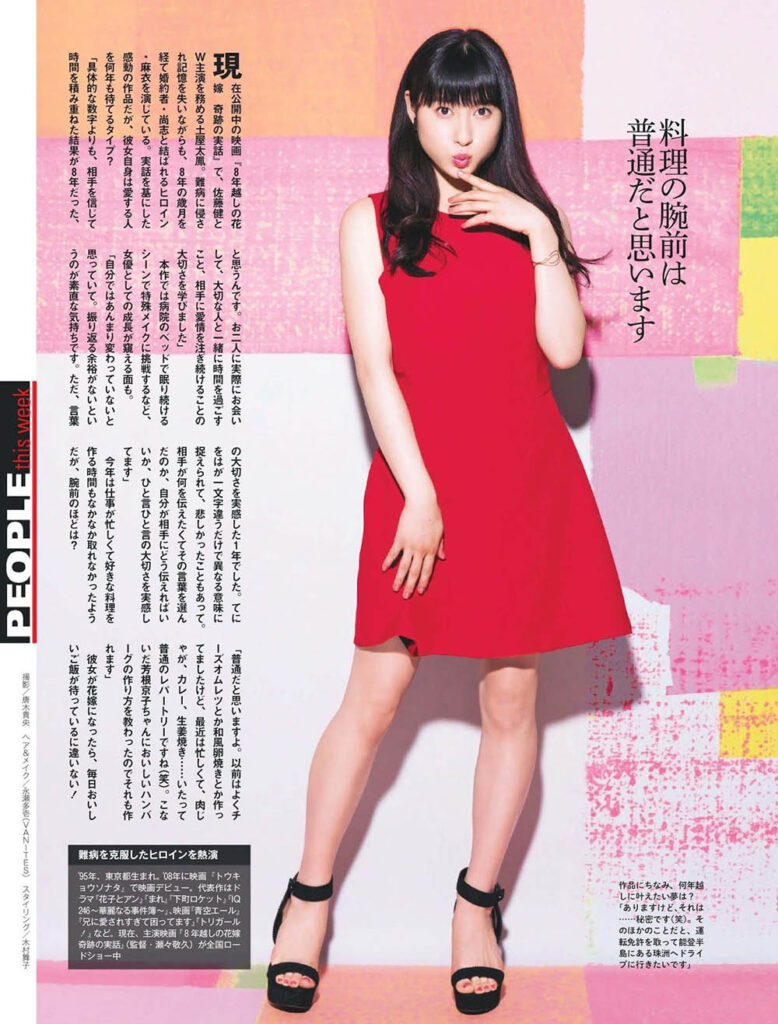 料理の腕前は
普通だと思います
現在公開中の映画『8年越しの花
嫁 奇跡の実話』で、佐藤健と
W主演を務める土屋太鳳。難病に侵さ
れ記憶を失いながらも、8年の歳月を
経て婚約者・尚志と結ばれるヒロイン
・麻衣を演じている。実話を基にした
感動の作品だが、彼女自身は愛する人
を何年も待てるタイプ?
「具体的な数字よりも、相手を信じて
時間を積み重ねた結果が8年だった、
と思うんです。お二人に実際にお会い
して、大切な人と一緒に時間を過ごす
こと、相手に愛情を注ぎ続けることの
大切さを学びました」
本作では病院のベッドで眠り続ける
シーンで特殊メイクに挑戦するなど、
女優としての成長が窺える面も。
「自分ではあんまり変わっていないと
思っていて。振り返る余裕がないとい
うのが素直な気持ちです。ただ、言葉
の大切さを実感した1年でした。てに
をはが一文字違うだけで異なる意味に
捉えられて、悲しかったこともあって。
相手が何を伝えたくてその言葉を選ん
だのか、自分が相手にどう伝えればい
いか、ひと言ひと言の大切さを実感し
てます」
今年は仕事が忙しくて好きな料理を
作る時間もなかなか取れなかったよう
だが、腕前のほどは?
「普通だと思いますよ。以前はよくチ
ーズオムレツとか和風卵焼きとか作っ
てましたけど、最近は忙しくて、肉じ
ゃが、カレー、生姜焼き……いたって
普通のレパートリーですね(笑)。こな
いだ芳根京子ちゃんにおいしいハンバ
ーグの作り方を教わったのでそれも作
れます」
彼女が花嫁になったら、毎日おいし
いご飯が待っているに違いない!
PEOPLE this week
撮影/唐木貴央 ヘア&メイク/永瀬多壱(VANITES) スタイリング/木村舞子
難病を克服したヒロインを熱演
'95年、東京都生まれ。'08年に映画『トウキ
ョウソナタ』で映画デビュー。代表作はド
ラマ『花子とアン』『まれ』『下町ロケット』『IQ
246~華麗なる事件簿~』、映画『青空エール』
『兄に愛されすぎて困ってます』『トリガール
!』など。現在、主演映画『8年越しの花嫁
奇跡の実話』(監督・瀬々敬久)が全国ロー
ドショー中
作品にちなみ、何年越
しに叶えたい夢は?
「ありますけど、それは
……秘密です(笑)。そ
のほかのことだと、運
転免許を取って能登半
島にある珠洲へドライ
ブに行きたいです」